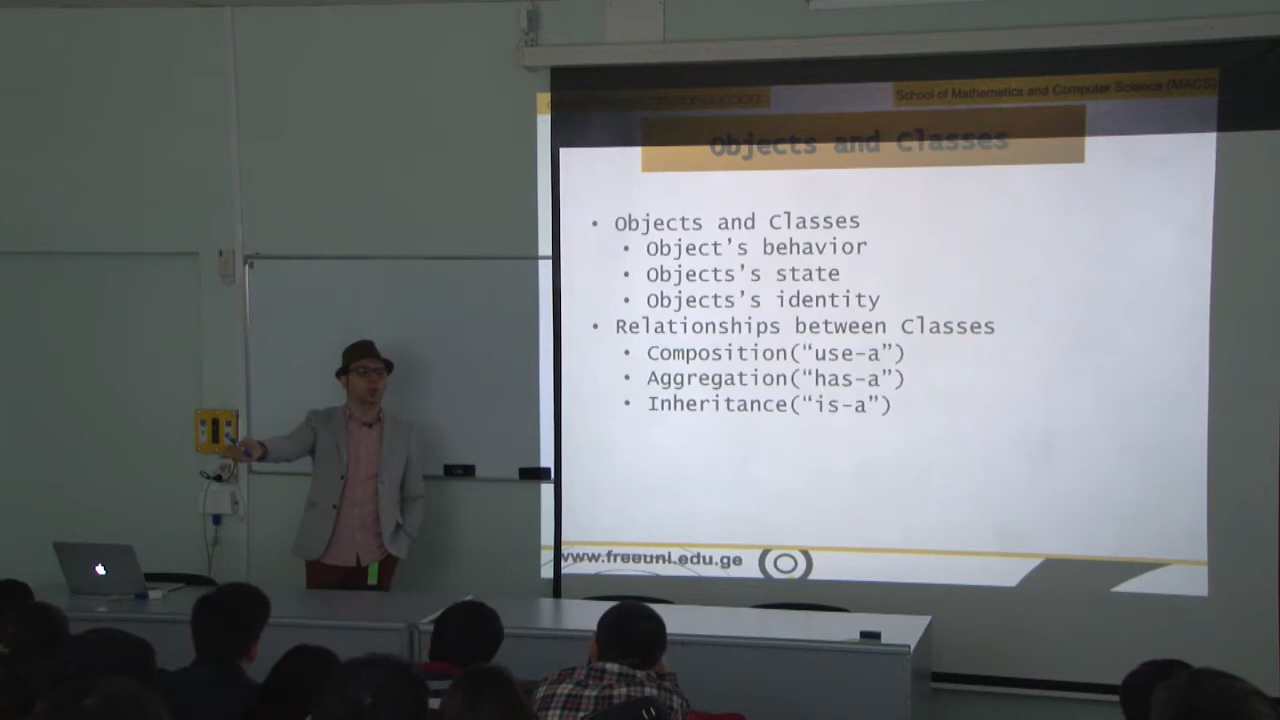 School of Mathematics and Computer Science (MACS)
Objects and Classes
• Objects and Classes
• Object’s behavior
• Objects’s state
• Objects’s identity
• Relationships between Classes
• Composition(“use-a”)
• Aggregation(“has-a”)
• Inheritance(“is-a”)
www.freeuni.edu.ge